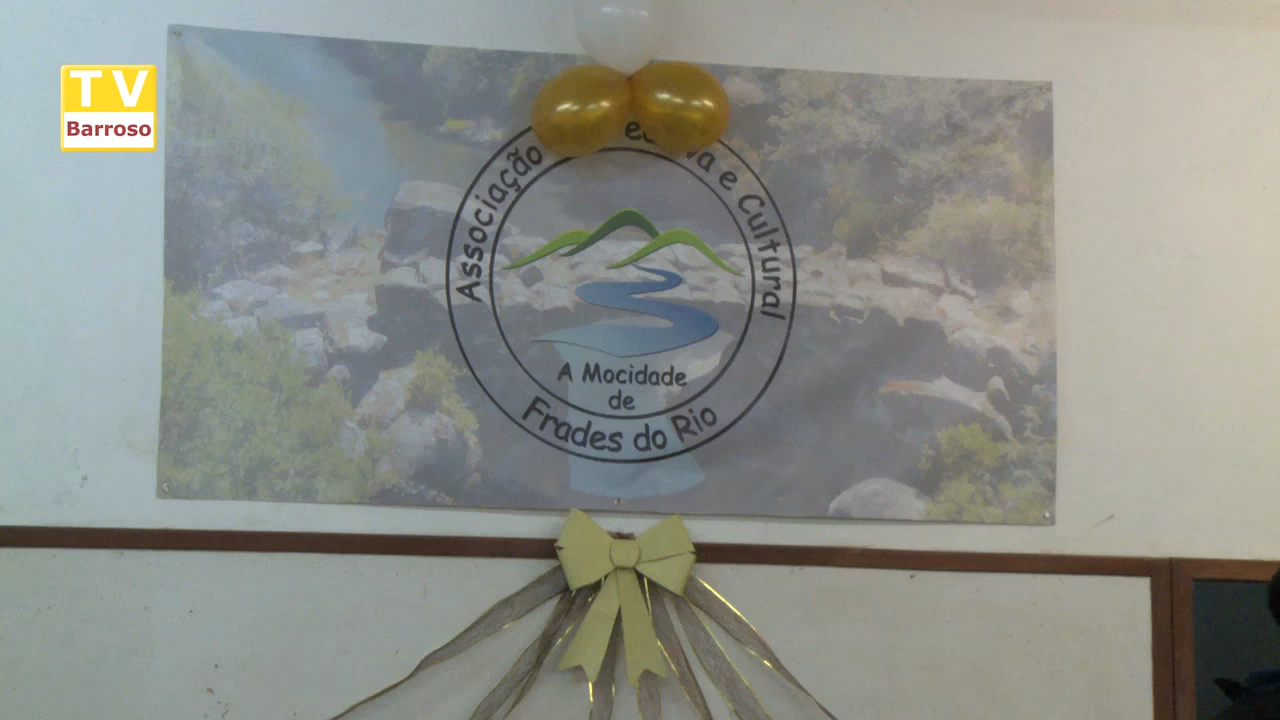 TV
Barroso
Associação
e Cultural
A Mocidade
de
Frades do Rio